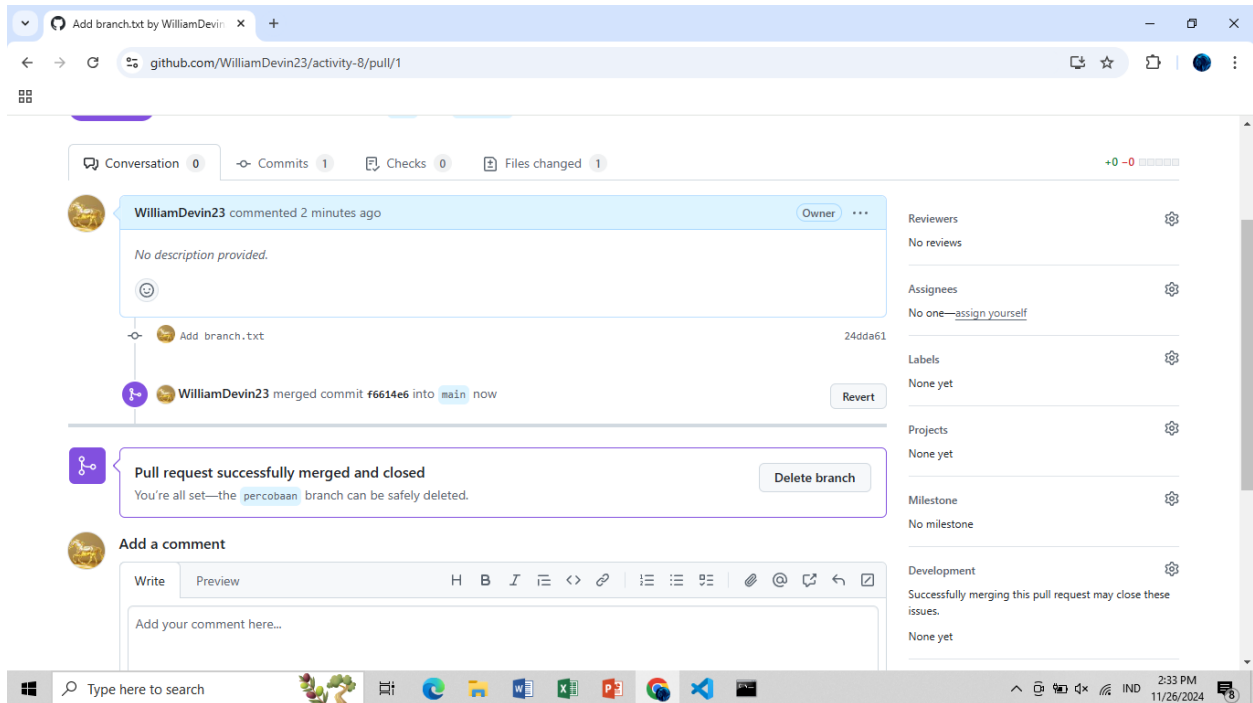 Add branch.txt by WilliamDevin
github.com/WilliamDevin23/activity-8/pull/1
Conversation 0 Commits 1 Checks 0 Files changed 1 +0 −0
WilliamDevin23 commented 2 minutes ago Owner
No description provided.
Add branch.txt 24dda61
WilliamDevin23 merged commit f6614e6 into main now Revert
Pull request successfully merged and closed
You're all set—the percobaan branch can be safely deleted.
Delete branch
Add a comment
Write Preview
Add your comment here...
Reviewers
No reviews
Assignees
No one—assign yourself
Labels
None yet
Projects
None yet
Milestone
No milestone
Development
Successfully merging this pull request may close these
issues.
None yet
Type here to search
IND
2:33 PM
11/26/2024
8